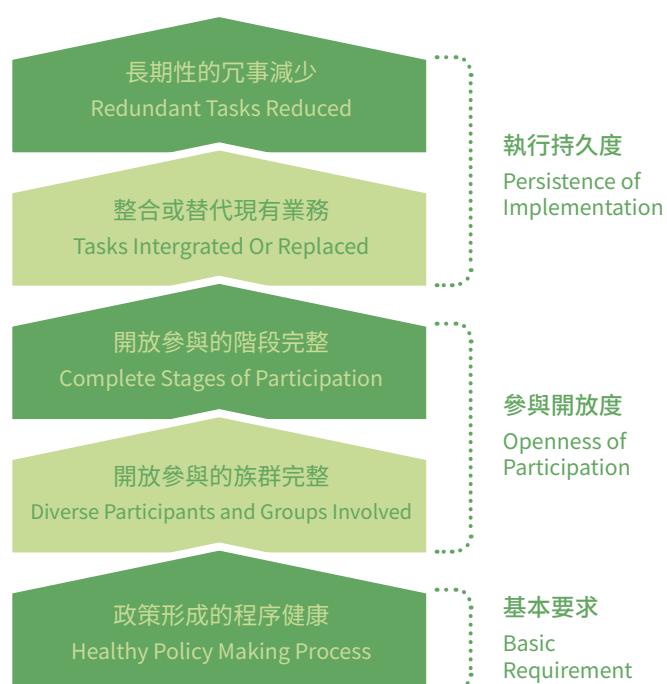 長期性的冗事減少
Redundant Tasks Reduced
整合或替代現有業務
Tasks Intergrated Or Replaced
執行持久度
Persistence of
Implementation
開放參與的階段完整
Complete Stages of Participation
開放參與的族群完整
Diverse Participants and Groups Involved
參與開放度
Openness of
Participation
政策形成的程序健康
Healthy Policy Making Process
基本要求
Basic
Requirement